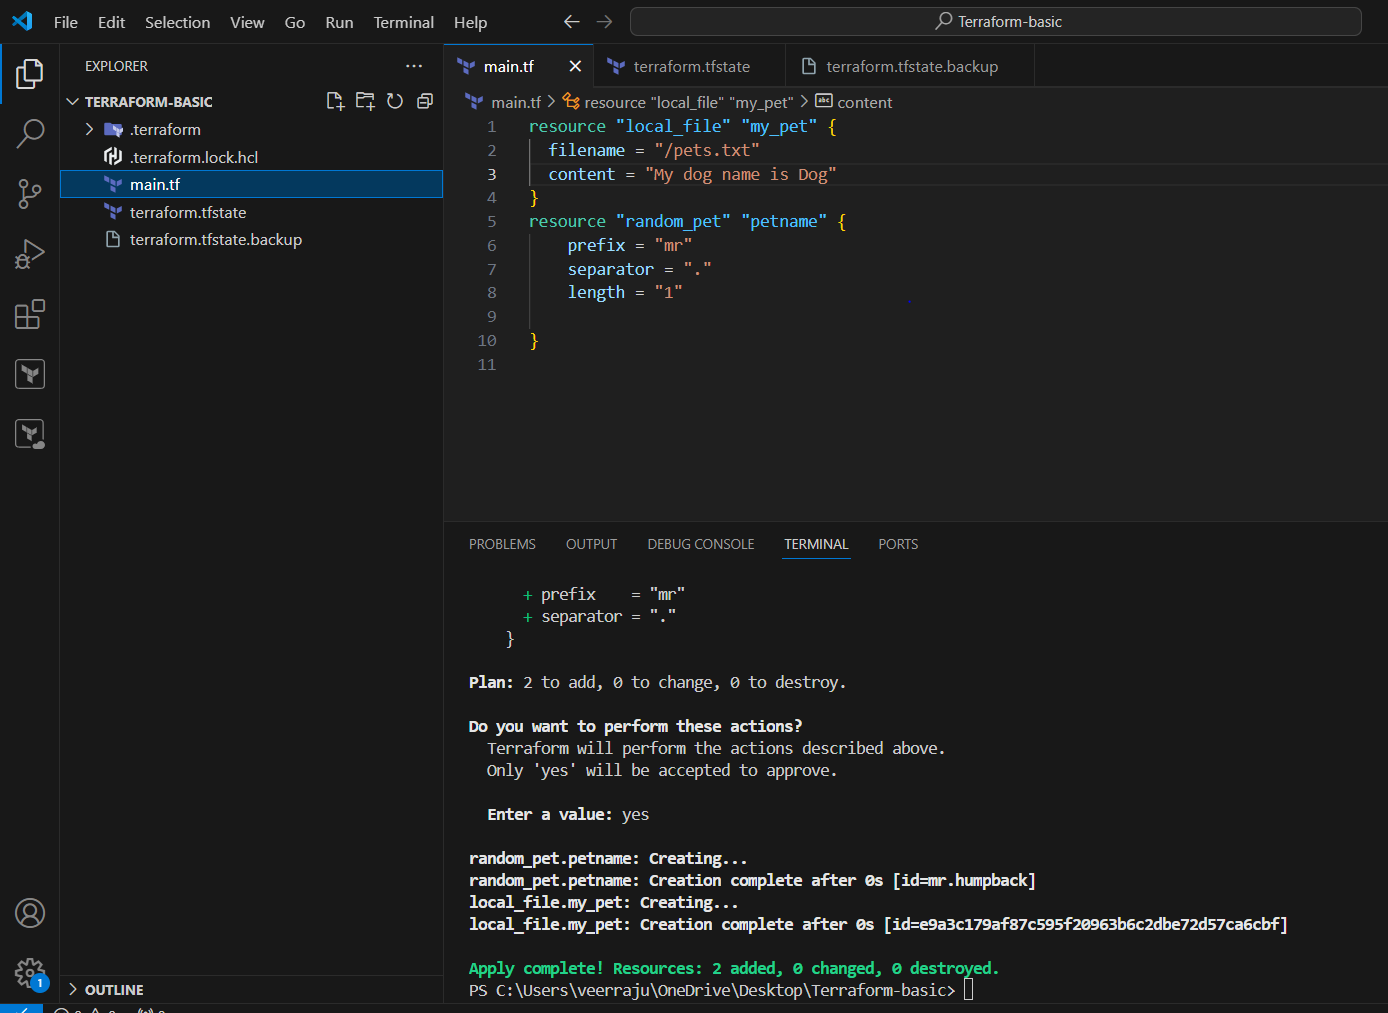 File Edit Selection View Go Run Terminal Help
Terraform-basic
EXPLORER
TERRAFORM-BASIC
.terraform
.terraform.lock.hcl
main.tf
terraform.tfstate
terraform.tfstate.backup
OUTLINE
1
main.tf terraform.tfstate terraform.tfstate.backup
main.tf > resource "local_file" "my_pet" > content
1 resource "local_file" "my_pet" {
2 filename = "/pets.txt"
3 content = "My dog name is Dog"
4 }
5 resource "random_pet" "petname" {
6 prefix = "mr"
7 separator = "."
8 length = "1"
9
10 }
11
PROBLEMS OUTPUT DEBUG CONSOLE TERMINAL PORTS
+ prefix = "mr"
+ separator = "."
}
Plan: 2 to add, 0 to change, 0 to destroy.
Do you want to perform these actions?
Terraform will perform the actions described above.
Only 'yes' will be accepted to approve.
Enter a value: yes
random_pet.petname: Creating...
random_pet.petname: Creation complete after 0s [id=mr.humpback]
local_file.my_pet: Creating...
local_file.my_pet: Creation complete after 0s [id=e9a3c179af87c595f20963b6c2dbe72d57ca6cbf]
Apply complete! Resources: 2 added, 0 changed, 0 destroyed.
PS C:\Users\veerraju\OneDrive\Desktop\Terraform-basic>